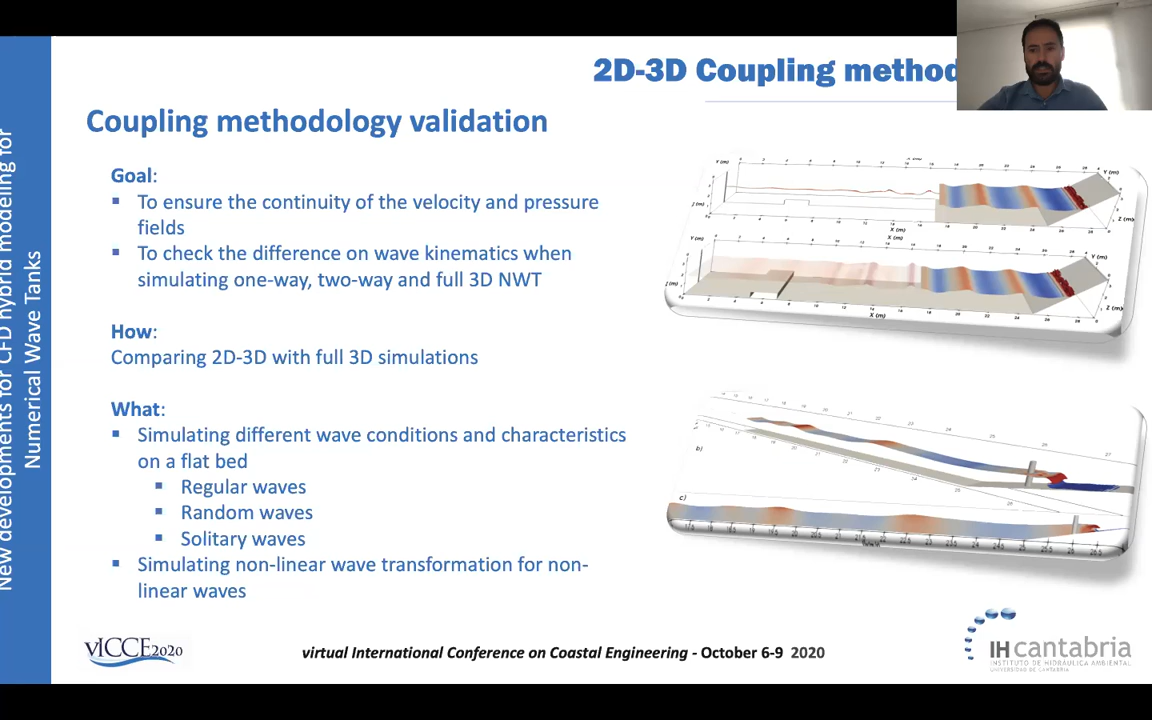 2D-3D Coupling method
Coupling methodology validation
Goal:
▪ To ensure the continuity of the velocity and pressure
fields
▪ To check the difference on wave kinematics when
simulating one-way, two-way and full 3D NWT
How:
Comparing 2D-3D with full 3D simulations
What:
▪ Simulating different wave conditions and characteristics
on a flat bed
▪ Regular waves
▪ Random waves
▪ Solitary waves
▪ Simulating non-linear wave transformation for non-
linear waves
New developments for CFD hybrid modeling for
Numerical Wave Tanks
Y (m)
X (m)
X (m)
Z (m)
Y (m)
X (m)
Z (m)
b)
c)
vICCE2020
virtual International Conference on Coastal Engineering - October 6-9 2020
IHcantabria
INSTITUTO DE HIDRÁULICA AMBIENTAL
UNIVERSIDAD DE CANTABRIA